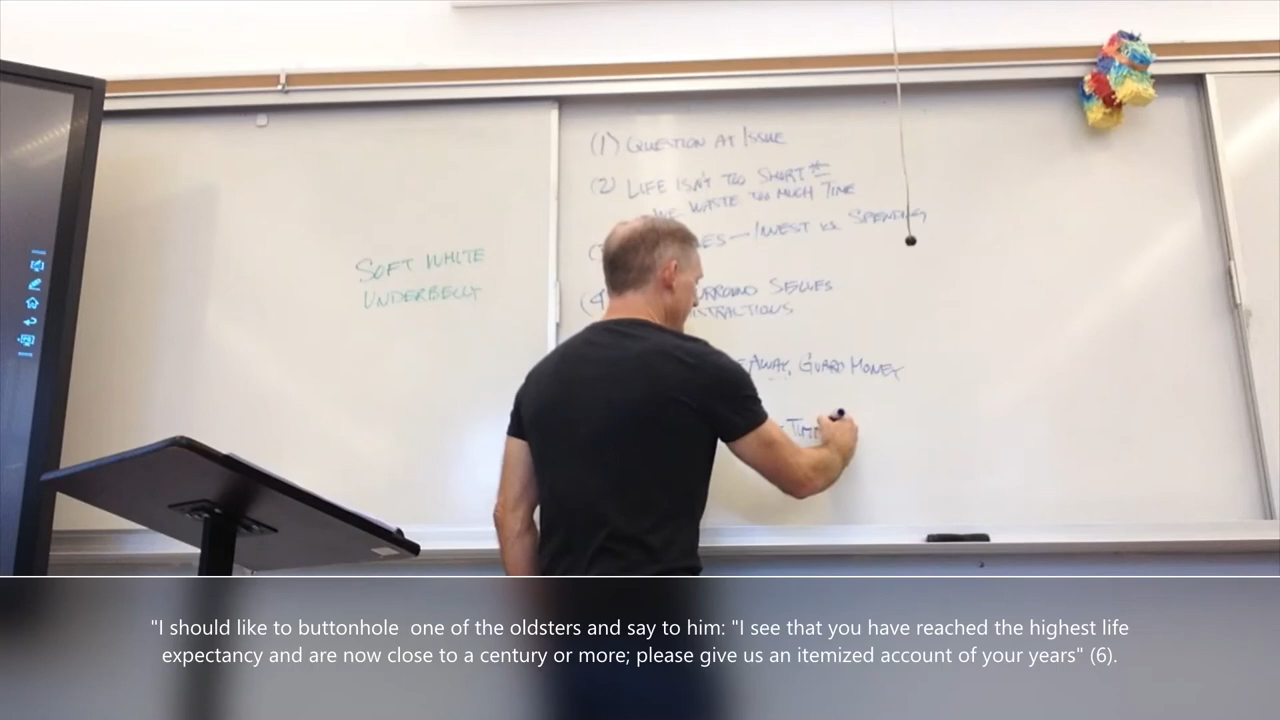 SOFT WHITE
UNDERBELLY
(1) QUESTION AT ISSUE
(2) LIFE ISN'T TOO SHORT
WE WASTE TOO MUCH TIME
INVEST VS. SPENDING
(4 SELVES
AWAY, GUARD MONEY
"I should like to buttonhole one of the oldsters and say to him: "I see that you have reached the highest life
expectancy and are now close to a century or more; please give us an itemized account of your years" (6).